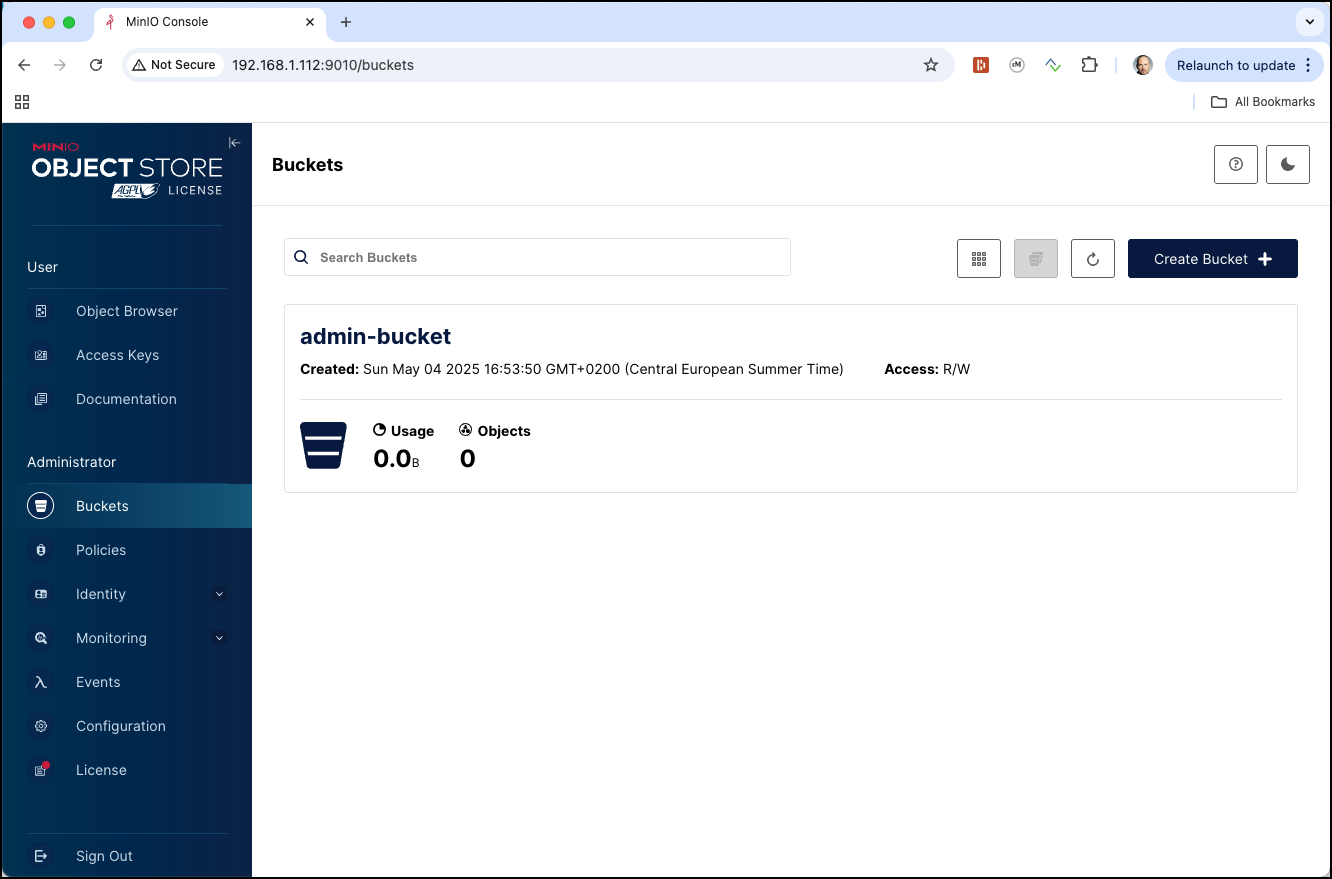 MinIO Console
Not Secure
192.168.1.112:9010/buckets
Relaunch to update
All Bookmarks
MINIO
OBJECT STORE
AGPLv3 LICENSE
User
Object Browser
Access Keys
Documentation
Administrator
Buckets
Policies
Identity
Monitoring
Events
Configuration
License
Sign Out
Buckets
Search Buckets
Create Bucket
admin-bucket
Created: Sun May 04 2025 16:53:50 GMT+0200 (Central European Summer Time) Access: R/W
Usage Objects
0.0B 0